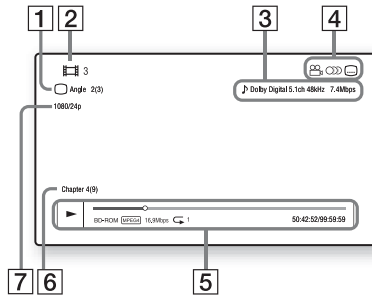 1
2
3
4
3
Angle 2(3)
Dolby Digital 5.1ch 48kHz 7.4Mbps
1080/24p
Chapter 4(9)
BD-ROM MPEG4 16.9Mbps 1
50:42:52/99:59:59
7
6
5